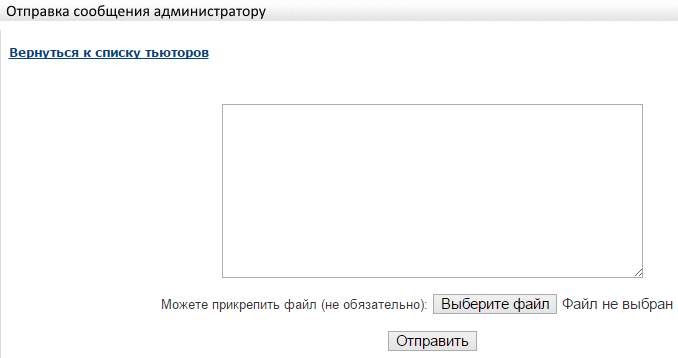 Отправка сообщения администратору
Вернуться к списку тьюторов
Можете прикрепить файл (не обязательно): Выберите файл Файл не выбран
Отправить